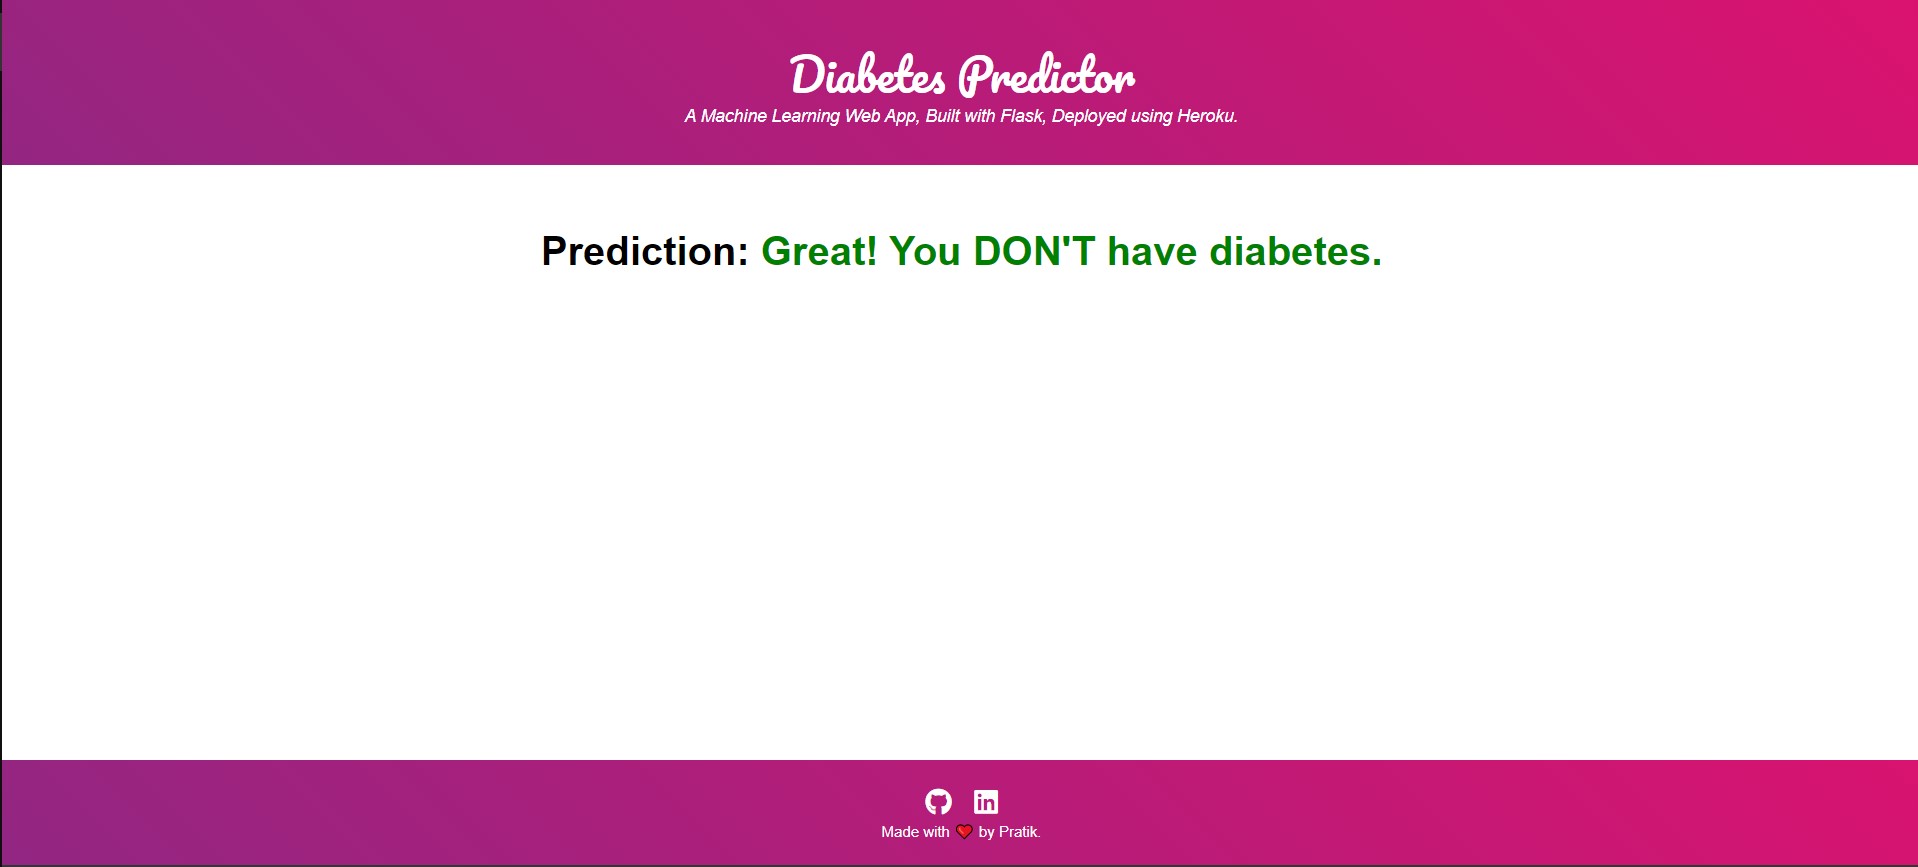 Diabetes Predictor
A Machine Learning Web App, Built with Flask, Deployed using Heroku.
Prediction: Great! You DON'T have diabetes.
in
Made with ❤ by Pratik.